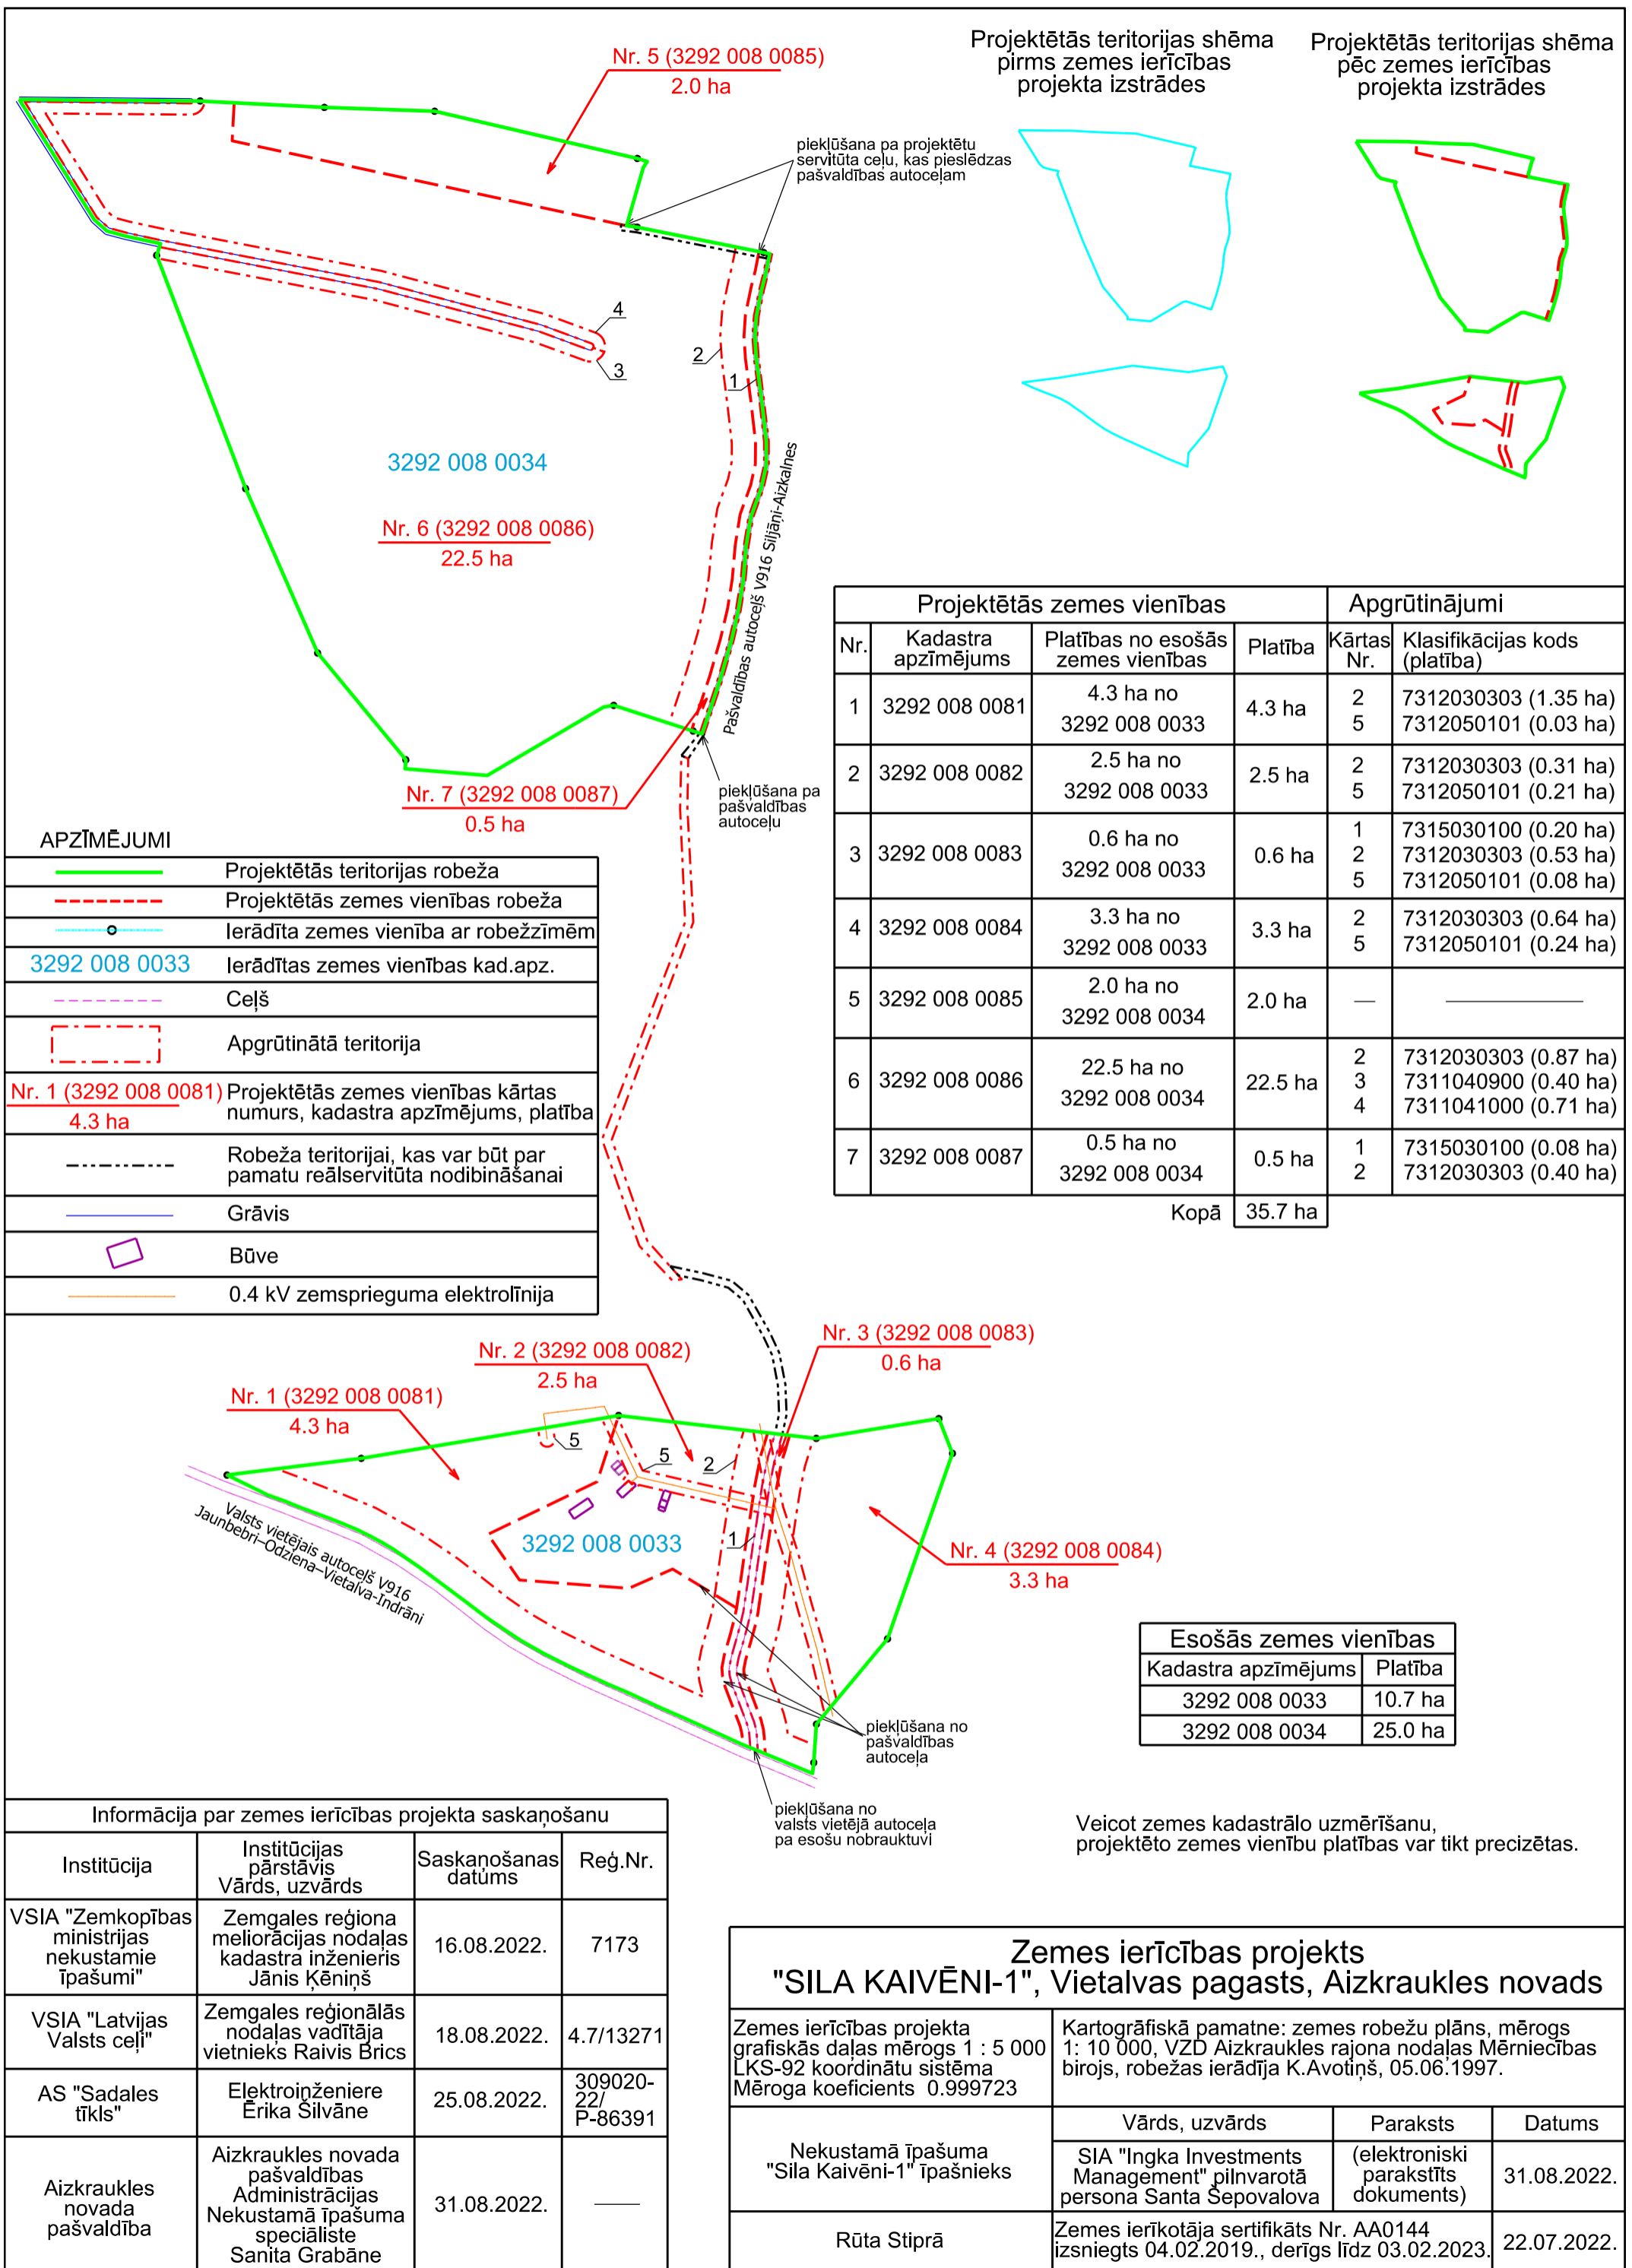 Nr. 5 (3292 008 0085)
2.0 ha
Projektētās teritorijas shēma
pirms zemes ierīcības
projekta izstrādes
Projektētās teritorijas shēma
pēc zemes ierīcības
projekta izstrādes
piekļūšana pa projektētu
servitūta ceļu, kas pieslēdzas
pašvaldības autoceļam
4
3
2
1
3292 008 0034
Nr. 6 (3292 008 0086)
22.5 ha
Pašvaldības autoceļš V916 Siljāņi-Aizkalnes
Nr. 7 (3292 008 0087)
0.5 ha
piekļūšana pa
pašvaldības
autoceļu
Projektētās zemes vienības Apgrūtinājumi
Nr. Kadastra apzīmējums Platības no esošās zemes vienības Platība Kārtas Nr. Klasifikācijas kods (platība)
1 3292 008 0081 4.3 ha no 3292 008 0033 4.3 ha
2 7312030303 (1.35 ha)
5 7312050101 (0.03 ha)
2 3292 008 0082 2.5 ha no 3292 008 0033 2.5 ha
2 7312030303 (0.31 ha)
5 7312050101 (0.21 ha)
3 3292 008 0083 0.6 ha no 3292 008 0033 0.6 ha
1 7315030100 (0.20 ha)
2 7312030303 (0.53 ha)
5 7312050101 (0.08 ha)
4 3292 008 0084 3.3 ha no 3292 008 0033 3.3 ha
2 7312030303 (0.64 ha)
5 7312050101 (0.24 ha)
5 3292 008 0085 2.0 ha no 3292 008 0034 2.0 ha — —
6 3292 008 0086 22.5 ha no 3292 008 0034 22.5 ha
2 7312030303 (0.87 ha)
3 7311040900 (0.40 ha)
4 7311041000 (0.71 ha)
7 3292 008 0087 0.5 ha no 3292 008 0034 0.5 ha
1 7315030100 (0.08 ha)
2 7312030303 (0.40 ha)
Kopā 35.7 ha
APZĪMĒJUMI
Projektētās teritorijas robeža
Projektētās zemes vienības robeža
Ierādīta zemes vienība ar robežzīmēm
3292 008 0033 Ierādītas zemes vienības kad.apz.
Ceļš
Apgrūtinātā teritorija
Nr. 1 (3292 008 0081)
4.3 ha
Projektētās zemes vienības kārtas
numurs, kadastra apzīmējums, platība
Robeža teritorijai, kas var būt par
pamatu reālservitūta nodibināšanai
Grāvis
Būve
0.4 kV zemsprieguma elektrolīnija
Nr. 3 (3292 008 0083)
0.6 ha
Nr. 2 (3292 008 0082)
2.5 ha
Nr. 1 (3292 008 0081)
4.3 ha
5
5
2
1
3292 008 0033
Nr. 4 (3292 008 0084)
3.3 ha
Valsts vietējais autoceļš V916
Jaunbebri–Odziena–Vietalva-Indrāni
piekļūšana no
pašvaldības
autoceļa
piekļūšana no
valsts vietējā autoceļa
pa esošu nobrauktuvi
Esošās zemes vienības
Kadastra apzīmējums Platība
3292 008 0033 10.7 ha
3292 008 0034 25.0 ha
Veicot zemes kadastrālo uzmērīšanu,
projektēto zemes vienību platības var tikt precizētas.
Informācija par zemes ierīcības projekta saskaņošanu
Institūcija Institūcijas pārstāvis Vārds, uzvārds Saskaņošanas datums Reģ.Nr.
VSIA "Zemkopības
ministrijas
nekustamie
īpašumi"
Zemgales reģiona
meliorācijas nodaļas
kadastra inženieris
Jānis Ķēniņš
16.08.2022.
7173
VSIA "Latvijas
Valsts ceļi"
Zemgales reģionālās
nodaļas vadītāja
vietnieks Raivis Brics
18.08.2022.
4.7/13271
AS "Sadales
tīkls"
Elektroinženiere
Ērika Silvāne
25.08.2022.
309020-
22/
P-86391
Aizkraukles
novada
pašvaldība
Aizkraukles novada
pašvaldības
Administrācijas
Nekustamā īpašuma
speciāliste
Sanita Grabāne
31.08.2022.
—
Zemes ierīcības projekts
"SILA KAIVĒNI-1", Vietalvas pagasts, Aizkraukles novads
Zemes ierīcības projekta
grafiskās daļas mērogs 1 : 5 000
LKS-92 koordinātu sistēma
Mēroga koeficients 0.999723
Kartogrāfiskā pamatne: zemes robežu plāns, mērogs
1: 10 000, VZD Aizkraukles rajona nodaļas Mērniecības
birojs, robežas ierādīja K.Avotiņš, 05.06.1997.
Vārds, uzvārds Paraksts Datums
Nekustamā īpašuma
"Sila Kaivēni-1" īpašnieks
SIA "Ingka Investments
Management" pilnvarotā
persona Santa Šepovalova
(elektroniski
parakstīts
dokuments)
31.08.2022.
Rūta Stiprā
Zemes ierīkotāja sertifikāts Nr. AA0144
izsniegts 04.02.2019., derīgs līdz 03.02.2023.
22.07.2022.